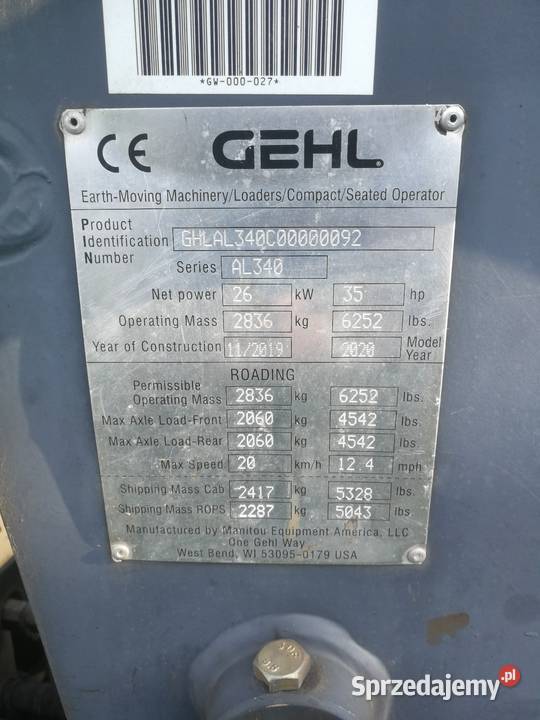 *GW-000-027*
CE GEHL
Earth-Moving Machinery/Loaders/Compact/Seated Operator
Product
Identification GHLAL340C00000092
Number
Series AL340
Net power 26 kW 35 hp
Operating Mass 2836 kg 6252 lbs.
Year of Construction 11/2019 2020 Model Year
ROADING
Permissible
Operating Mass 2836 kg 6252 lbs.
Max Axle Load-Front 2060 kg 4542 lbs.
Max Axle Load-Rear 2060 kg 4542 lbs.
Max Speed 20 km/h 12.4 mph
Shipping Mass Cab 2417 kg 5328 lbs.
Shipping Mass ROPS 2287 kg 5043 lbs.
Manufactured by Manitou Equipment America, LLC
One Gehl Way
West Bend, WI 53095-0179 USA
Sprzedajemy.pl